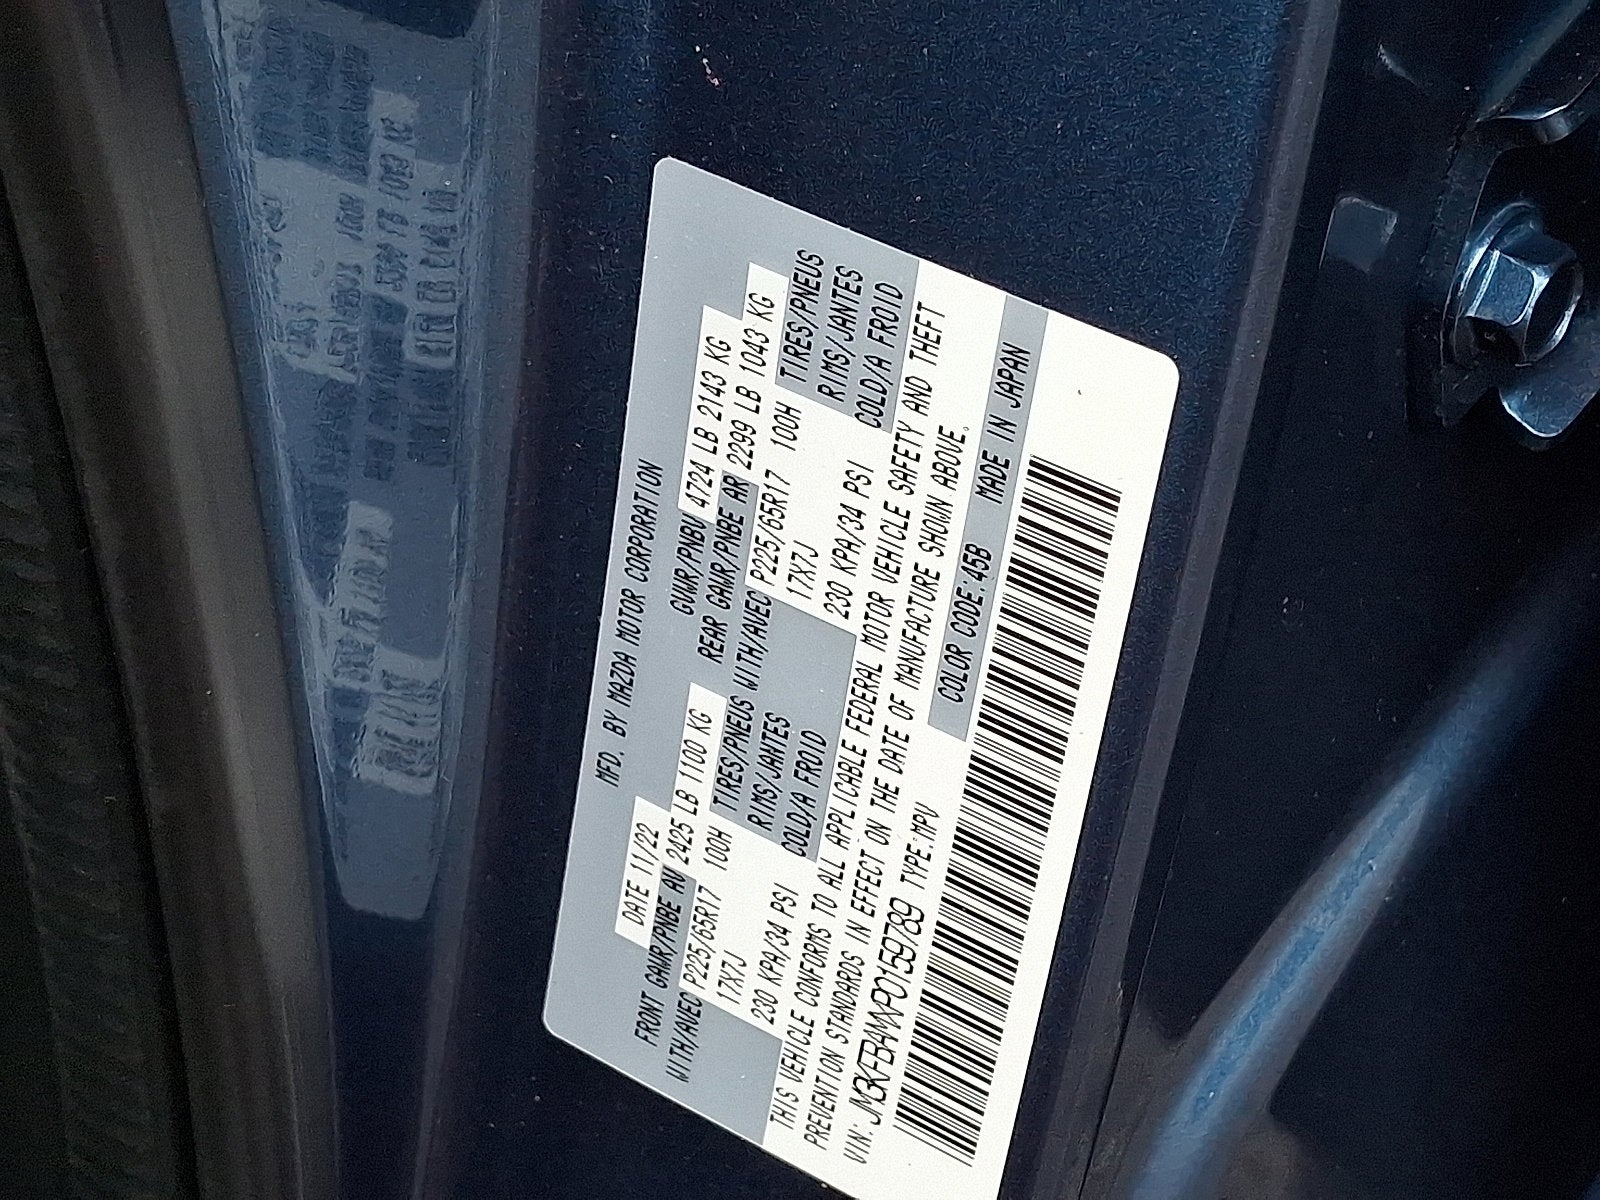 MFD. BY MAZDA MOTOR CORPORATION
DATE 11/22 GVWR/PNBV 4724 LB 2143 KG
FRONT GAWR/PNBE AV 2425 LB 1100 KG REAR GAWR/PNBE AR 2299 LB 1043 KG
WITH/AVEC P225/65R17 100H TIRES/PNEUS WITH/AVEC P225/65R17 100H TIRES/PNEUS
17X7J RIMS/JANTES 17X7J RIMS/JANTES
230 KPA/34 PSI COLD/A FROID 230 KPA/34 PSI COLD/A FROID
THIS VEHICLE CONFORMS TO ALL APPLICABLE FEDERAL MOTOR VEHICLE SAFETY AND THEFT
PREVENTION STANDARDS IN EFFECT ON THE DATE OF MANUFACTURE SHOWN ABOVE.
VIN: JM3KFBAMXP0159789 TYPE:MPV COLOR CODE:45B MADE IN JAPAN